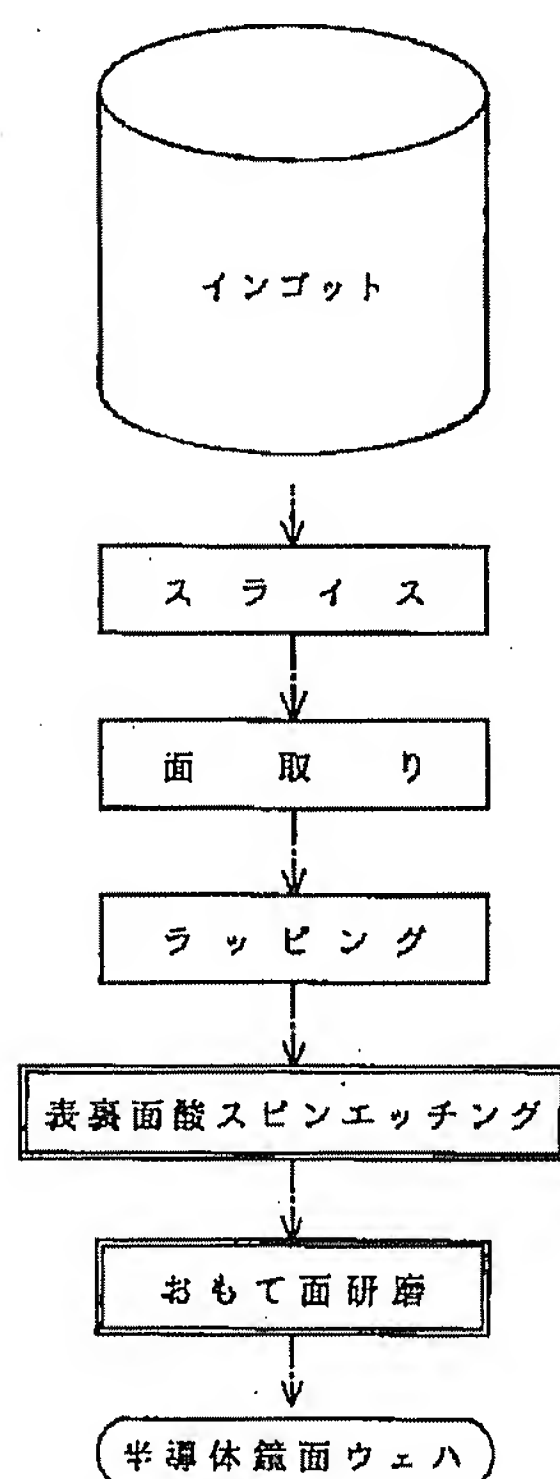 インゴット
スライス
面取り
ラッピング
表裏面酸スピンエッチング
おもて面研磨
半導体鏡面ウェハ